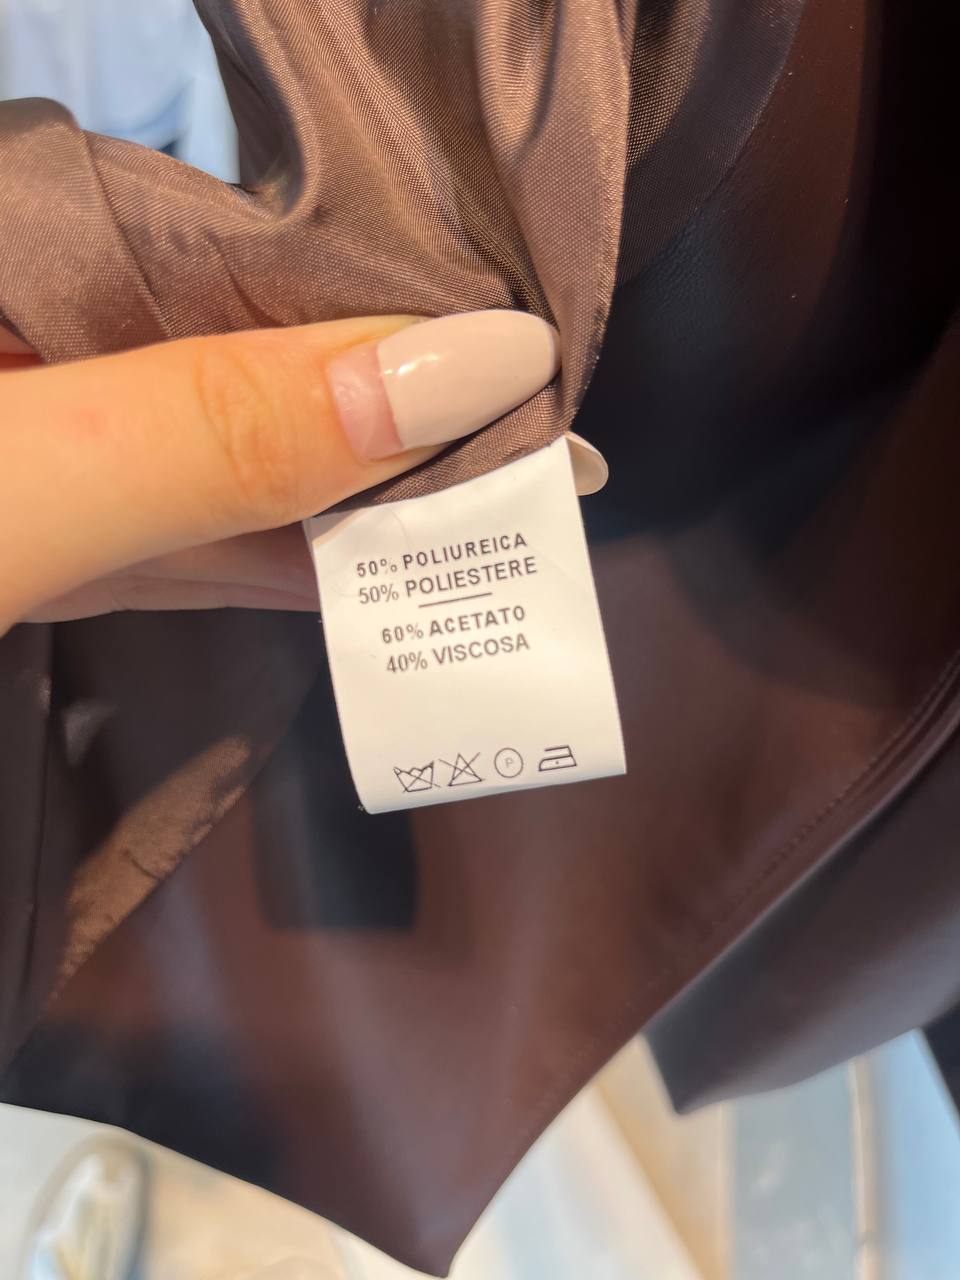 50% POLIUREICA
50% POLIESTERE
60% ACETATO
40% VISCOSA
P